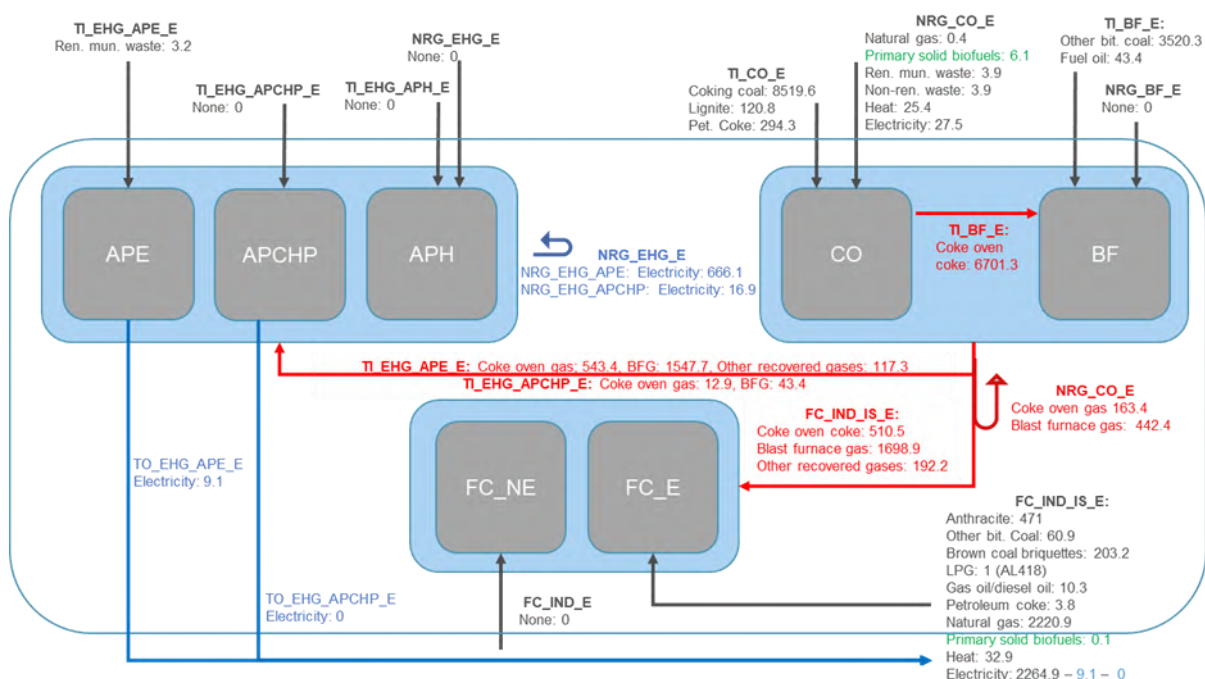 TI_EHG_APE_E
Ren. mun. waste: 3.2
TI_EHG_APCHP_E
None: 0
NRG_EHG_E
None: 0
TI_EHG_APH_E
None: 0
TI_CO_E
Coking coal: 8519.6
Lignite: 120.8
Pet. Coke: 294.3
NRG_CO_E
Natural gas: 0.4
Primary solid biofuels: 6.1
Ren. mun. waste: 3.9
Non-ren. waste: 3.9
Heat: 25.4
Electricity: 27.5
TI_BF_E:
Other bit. coal: 3520.3
Fuel oil: 43.4
NRG_BF_E
None: 0
APE
APCHP
APH
NRG_EHG_E
NRG_EHG_APE: Electricity: 666.1
NRG_EHG_APCHP: Electricity: 16.9
CO
TI_BF_E:
Coke oven
coke: 6701.3
BF
TI_EHG_APE_E: Coke oven gas: 543.4, BFG: 1547.7, Other recovered gases: 117.3
TI_EHG_APCHP_E: Coke oven gas: 12.9, BFG: 43.4
NRG_CO_E
Coke oven gas 163.4
Blast furnace gas: 442.4
FC_IND_IS_E:
Coke oven coke: 510.5
Blast furnace gas: 1698.9
Other recovered gases: 192.2
TO_EHG_APE_E
Electricity: 9.1
FC_NE
FC_E
TO_EHG_APCHP_E
Electricity: 0
FC_IND_E
None: 0
FC_IND_IS_E:
Anthracite: 471
Other bit. Coal: 60.9
Brown coal briquettes: 203.2
LPG: 1 (AL418)
Gas oil/diesel oil: 10.3
Petroleum coke: 3.8
Natural gas: 2220.9
Primary solid biofuels: 0.1
Heat: 32.9
Electricity: 2264.9 – 9.1 – 0